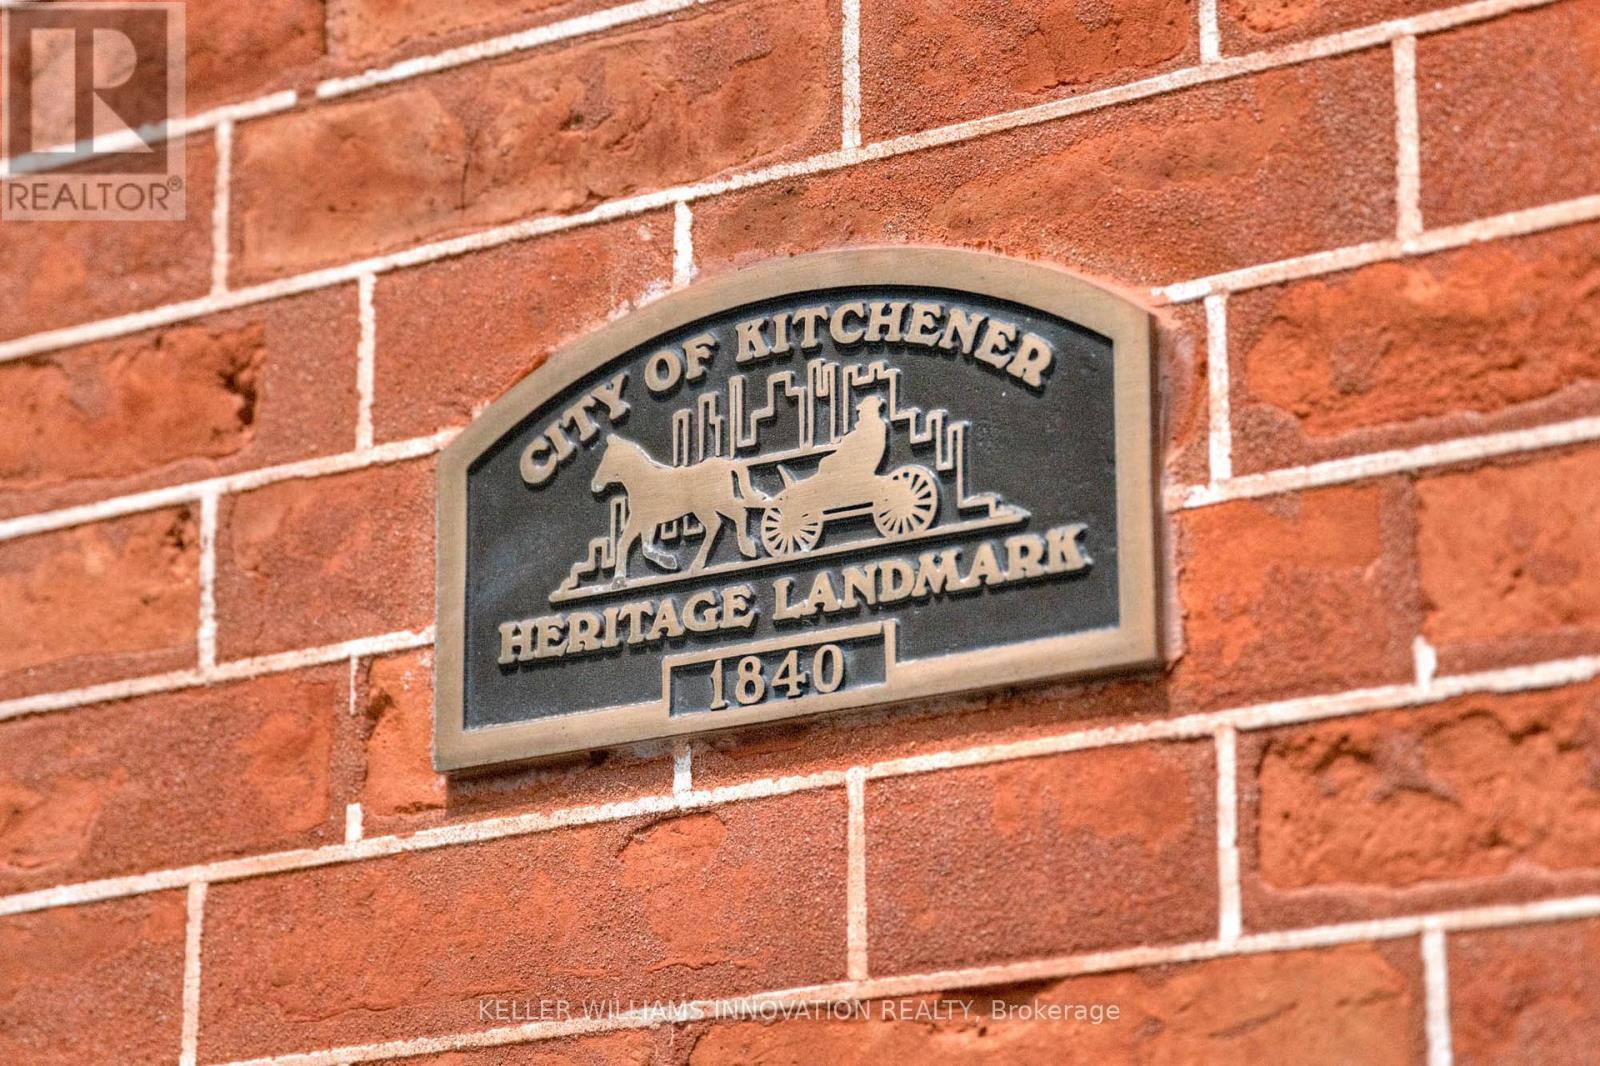 R
REALTOR®
CITY OF KITCHENER
HERITAGE LANDMARK
1840
KELLER WILLIAMS INNOVATION REALTY, Brokerage